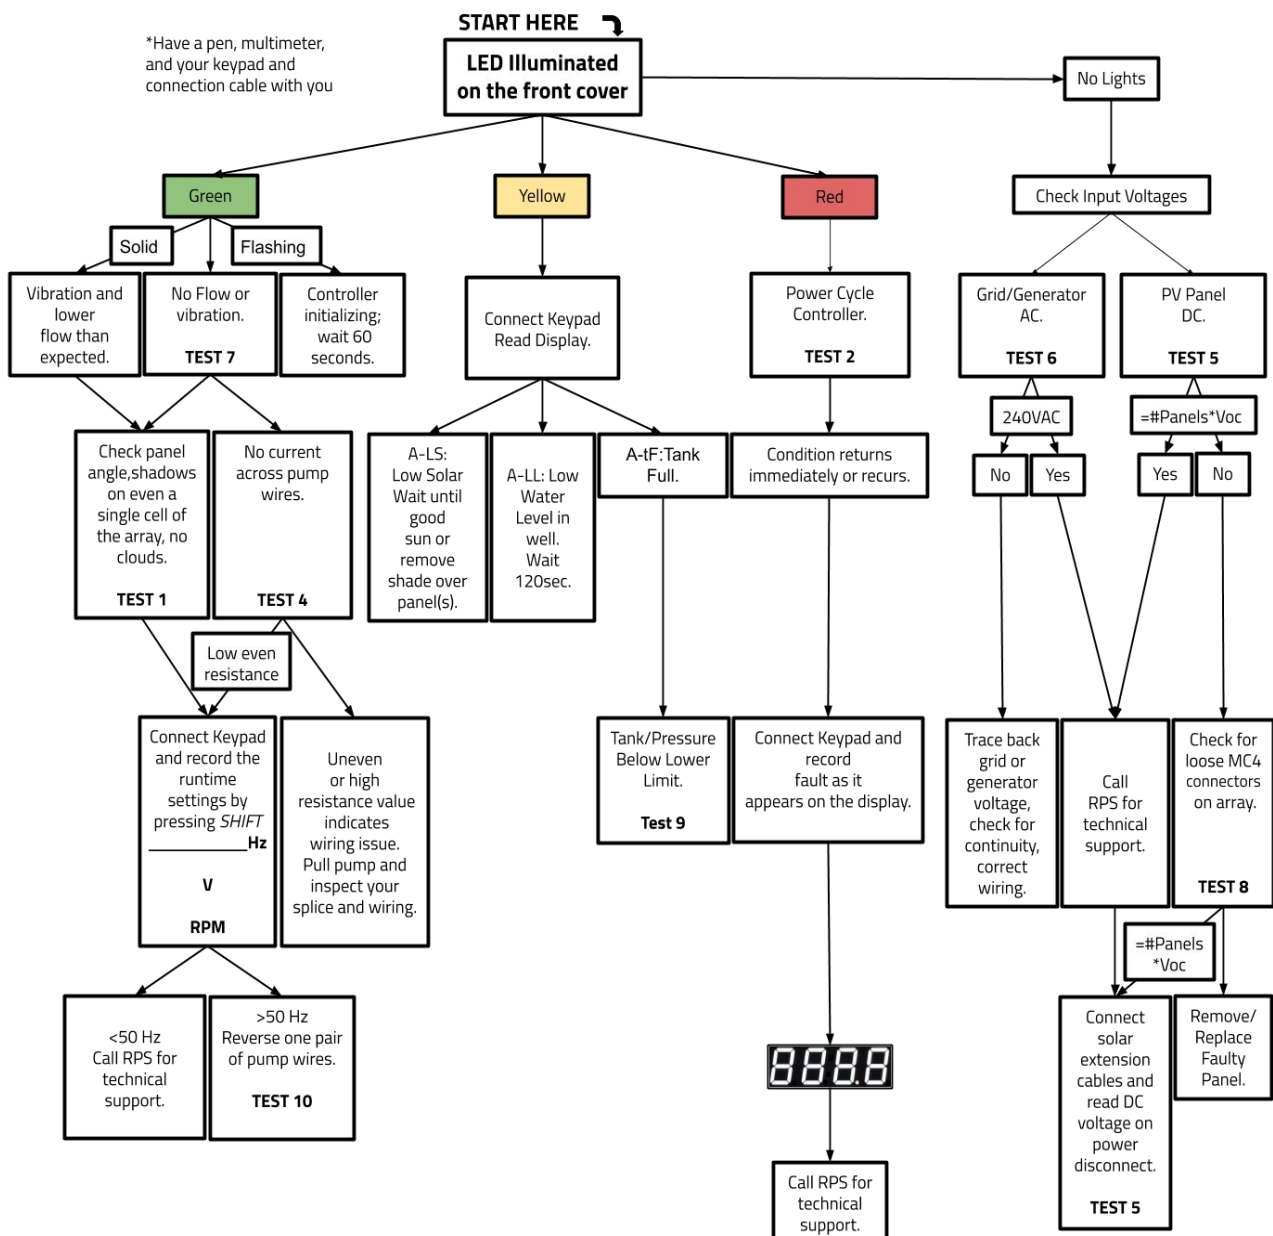 START HERE
*Have a pen, multimeter,
and your keypad and
connection cable with you
LED Illuminated
on the front cover
No Lights
Green
Yellow
Red
Check Input Voltages
Solid
Flashing
Vibration and
lower
flow than
expected.
No Flow or
vibration.
TEST 7
Controller
initializing;
wait 60
seconds.
Connect Keypad
Read Display.
Power Cycle
Controller.
TEST 2
Grid/Generator
AC.
TEST 6
PV Panel
DC.
TEST 5
240VAC
=#Panels*Voc
No
Yes
Yes
No
Check panel
angle,shadows
on even a
single cell of
the array, no
clouds.
TEST 1
No current
across pump
wires.
TEST 4
A-LS:
Low Solar
Wait until
good
sun or
remove
shade over
panel(s).
A-LL: Low
Water
Level in
well.
Wait
120sec.
A-tF:Tank
Full.
Condition returns
immediately or recurs.
Low even
resistance
Connect Keypad
and record the
runtime
settings by
pressing SHIFT
____________Hz
V
RPM
Uneven
or high
resistance value
indicates
wiring issue.
Pull pump and
inspect your
splice and wiring.
Tank/Pressure
Below Lower
Limit.
Test 9
Connect Keypad and
record
fault as it
appears on the display.
Trace back
grid or
generator
voltage,
check for
continuity,
correct
wiring.
Call
RPS for
technical
support.
Check for
loose MC4
connectors
on array.
TEST 8
=#Panels
*Voc
<50 Hz
Call RPS for
technical
support.
>50 Hz
Reverse one pair
of pump wires.
TEST 10
888.8
Connect
solar
extension
cables and
read DC
voltage on
power
disconnect.
TEST 5
Remove/
Replace
Faulty
Panel.
Call RPS for
technical
support.